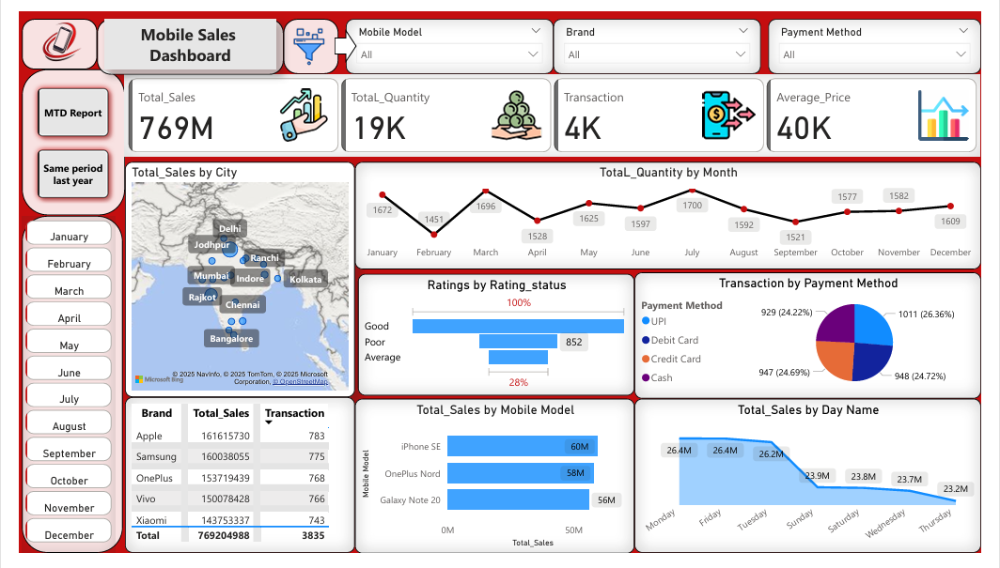 Mobile Sales
Dashboard
Mobile Model
All
Brand
All
Payment Method
All
MTD Report
Same period
last year
Total_Sales
769M
TotaL_Quantity
19K
Transaction
4K
Average_Price
40K
January
February
March
April
May
June
July
August
September
October
November
December
Total_Sales by City
Delhi
Jodhpur
Ranchi
Mumbai
Indore
Kolkata
Rajkot
Chennai
Bangalore
Microsoft Bing
© 2025 NavInfo, © 2025 TomTom, © 2025 Microsoft
Corporation, © OpenStreetMap
TotaL_Quantity by Month
1672
1451
1696
1528
1625
1597
1700
1592
1521
1577
1582
1609
January February March April May June July August September October November December
Ratings by Rating_status
100%
Good
Poor
852
Average
28%
Transaction by Payment Method
Payment Method
UPI
Debit Card
Credit Card
Cash
929 (24.22%)
1011 (26.36%)
947 (24.69%)
948 (24.72%)
Brand Total_Sales Transaction
Apple 161615730 783
Samsung 160038055 775
OnePlus 153719439 768
Vivo 150078428 766
Xiaomi 143753337 743
Total 769204988 3835
Total_Sales by Mobile Model
Mobile Model
iPhone SE 60M
OnePlus Nord 58M
Galaxy Note 20 56M
0M 50M
Total_Sales
Total_Sales by Day Name
26.4M
26.4M
26.2M
23.9M
23.8M
23.7M
23.2M
Monday Friday Tuesday Sunday Saturday Wednesday Thursday